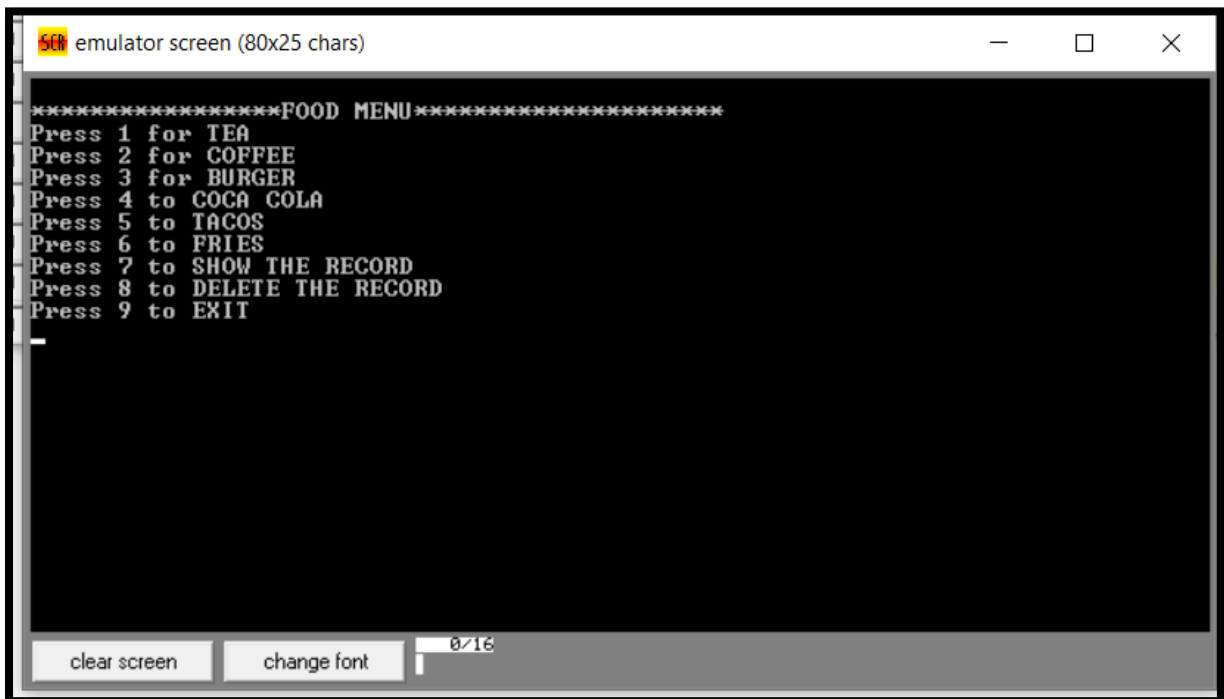 SCR emulator screen (80x25 chars)
*****************FOOD MENU*********************
Press 1 for TEA
Press 2 for COFFEE
Press 3 for BURGER
Press 4 to COCA COLA
Press 5 to TACOS
Press 6 to FRIES
Press 7 to SHOW THE RECORD
Press 8 to DELETE THE RECORD
Press 9 to EXIT
clear screen change font 0/16